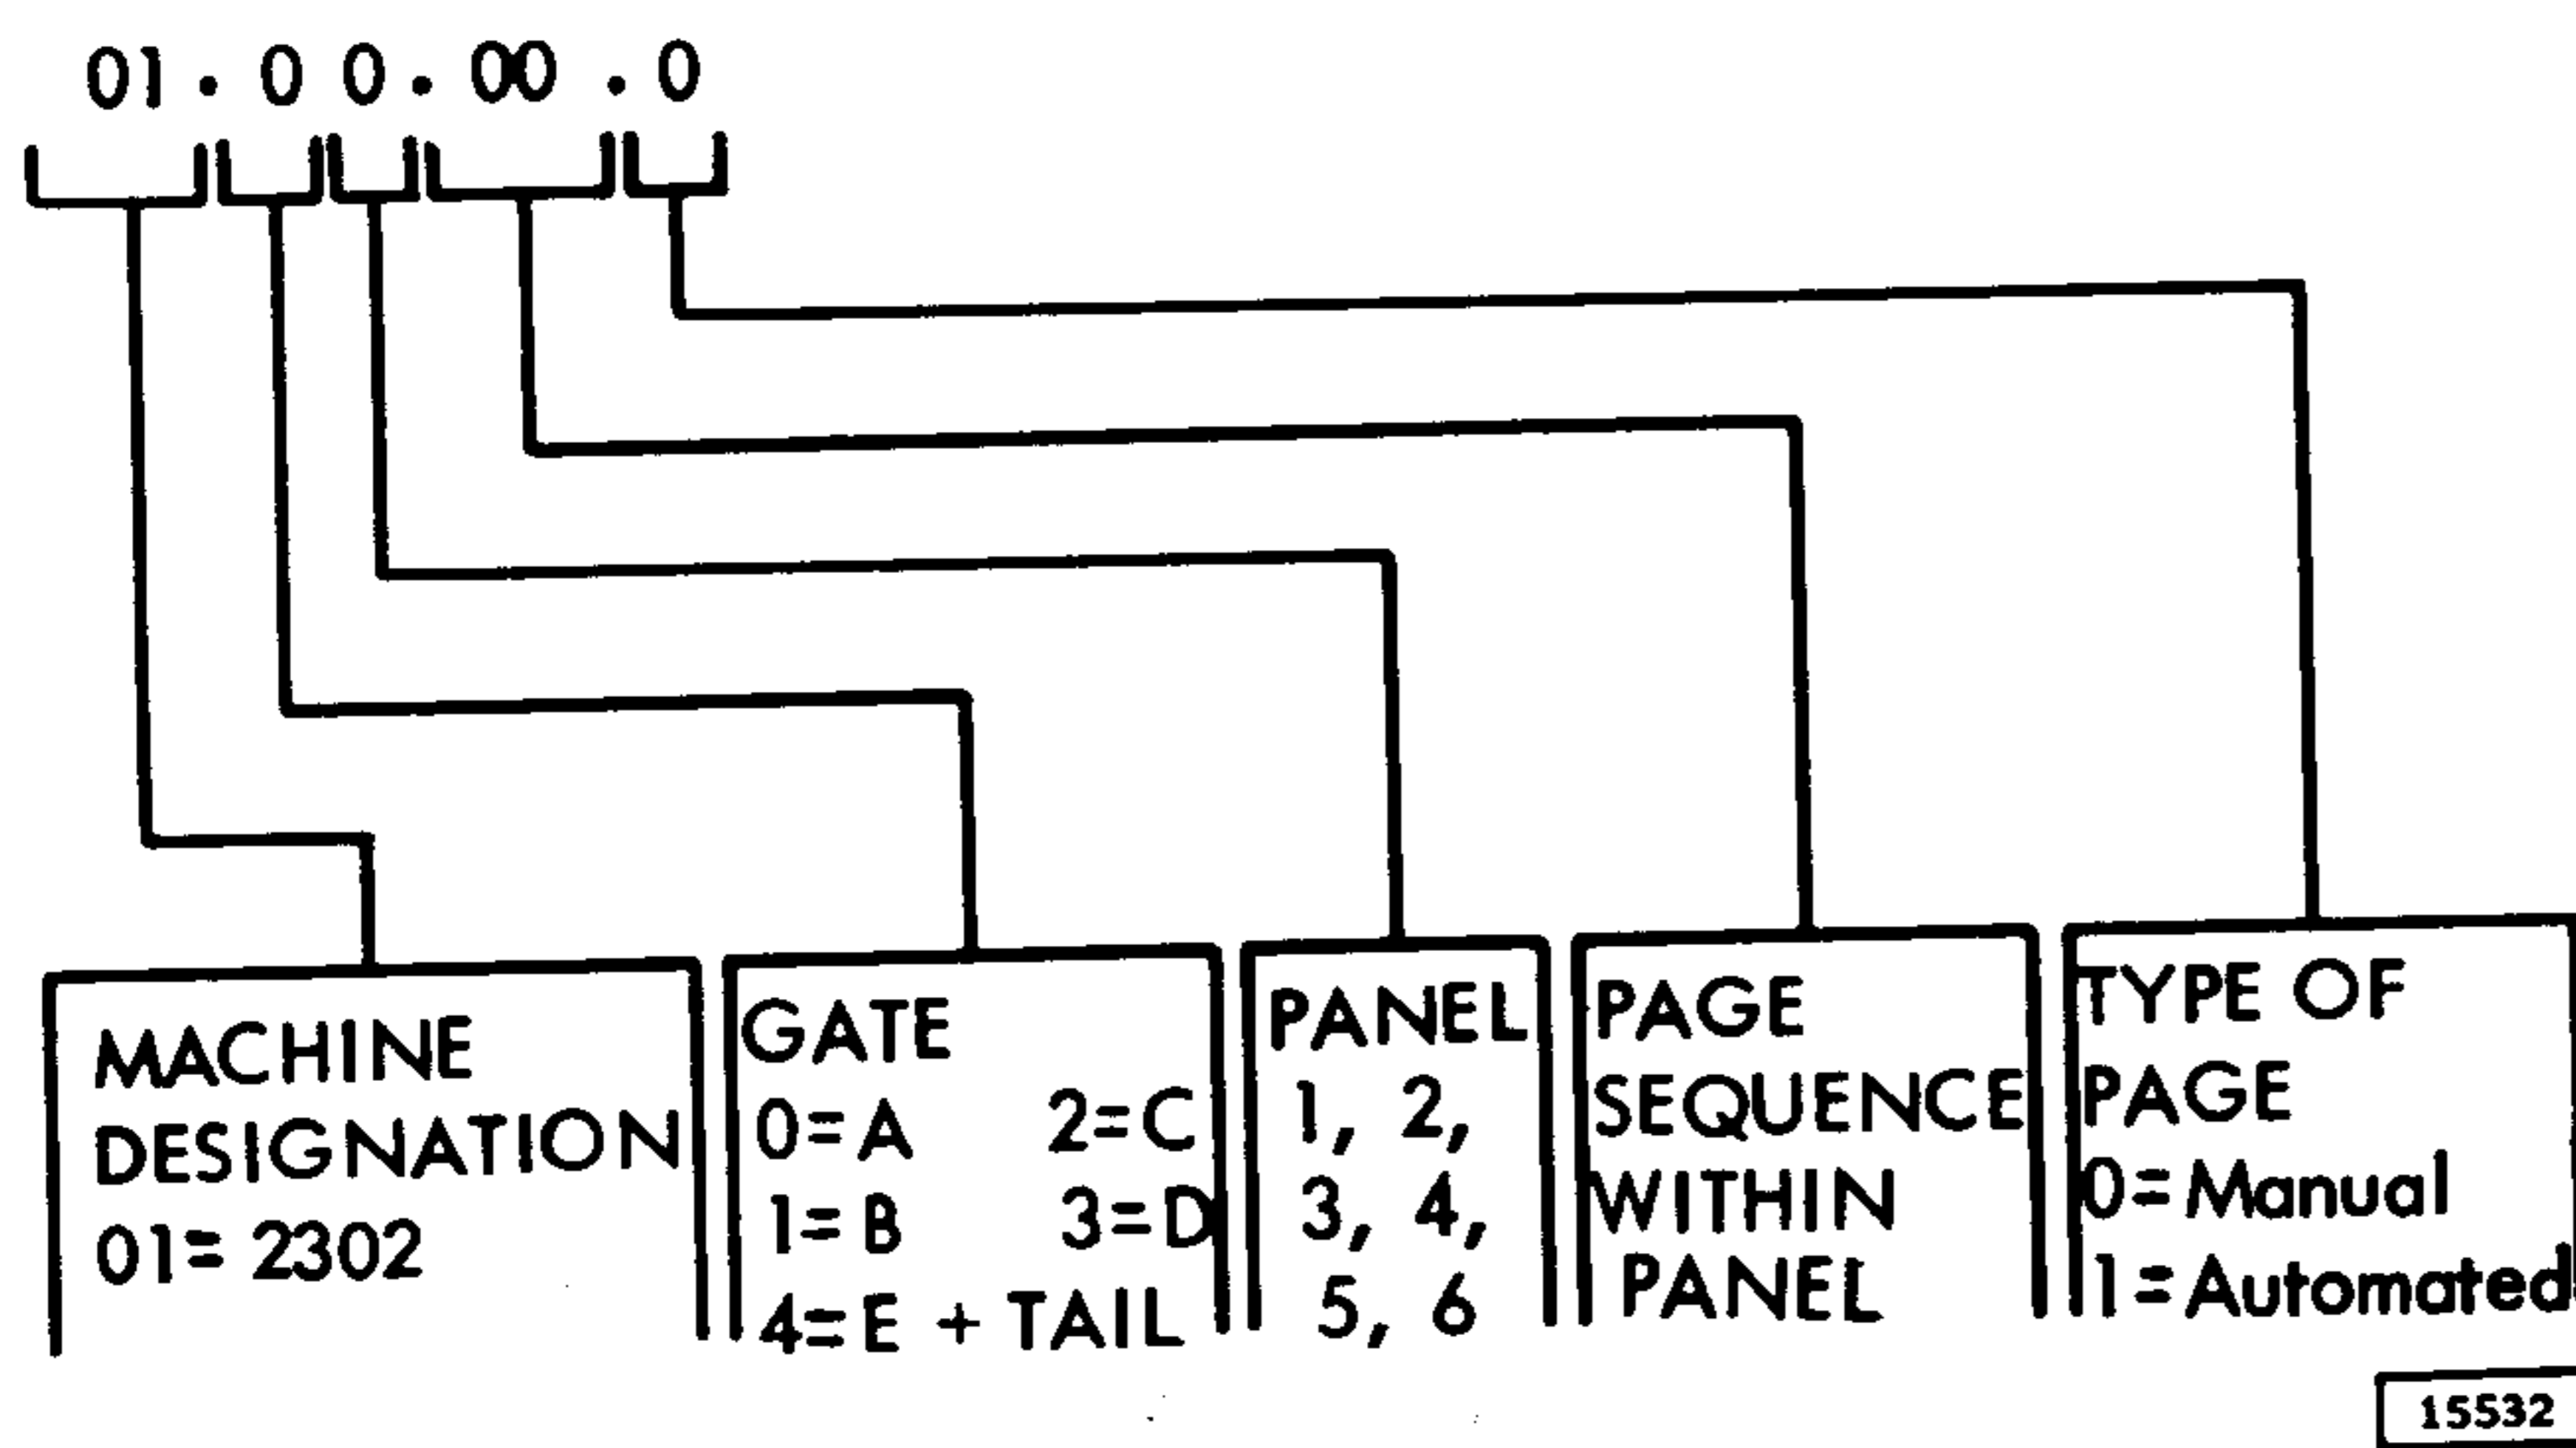 01 . 0 0 . 00 . 0
MACHINE
DESIGNATION
01= 2302
GATE
0= A 2=C
1= B 3=D
4=E + TAIL
PANEL
1, 2,
3, 4,
5, 6
PAGE
SEQUENCE
WITHIN
PANEL
TYPE OF
PAGE
0=Manual
1=Automated
15532